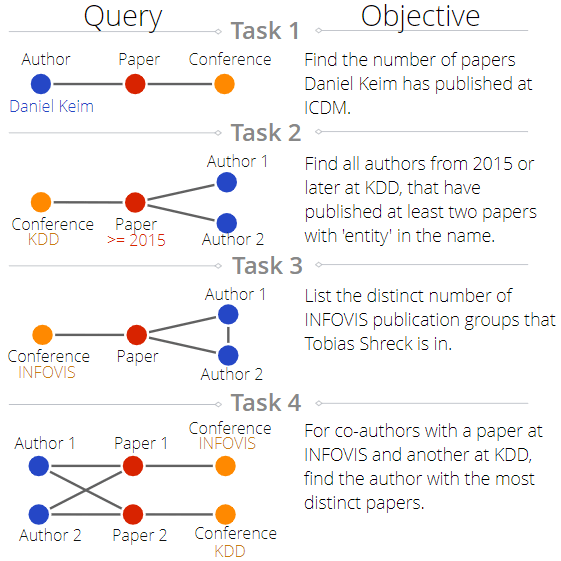 Query
Objective
Task 1
Author
Paper
Conference
Daniel Keim
Find the number of papers
Daniel Keim has published at
ICDM.
Task 2
Author 1
Conference
KDD
Paper
>= 2015
Author 2
Find all authors from 2015 or
later at KDD, that have
published at least two papers
with 'entity' in the name.
Task 3
Author 1
Conference
INFOVIS
Paper
Author 2
List the distinct number of
INFOVIS publication groups that
Tobias Shreck is in.
Task 4
Author 1
Paper 1
Conference
INFOVIS
Author 2
Paper 2
Conference
KDD
For co-authors with a paper at
INFOVIS and another at KDD,
find the author with the most
distinct papers.